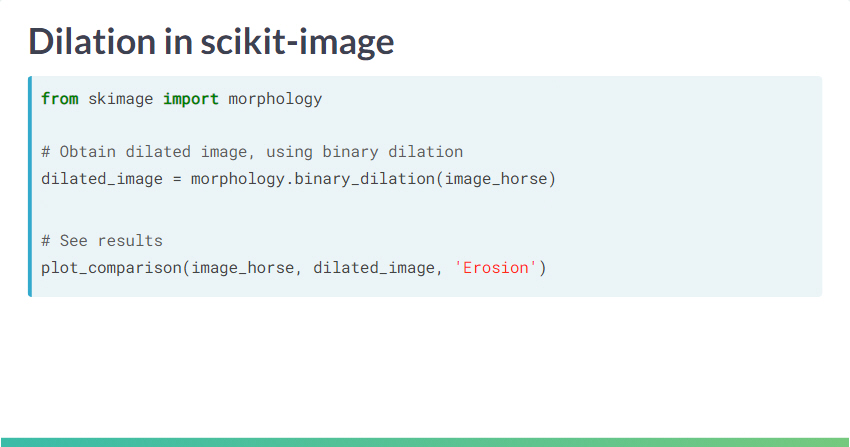 Dilation in scikit-image
from skimage import morphology
# Obtain dilated image, using binary dilation
dilated_image = morphology.binary_dilation(image_horse)
# See results
plot_comparison(image_horse, dilated_image, 'Erosion')